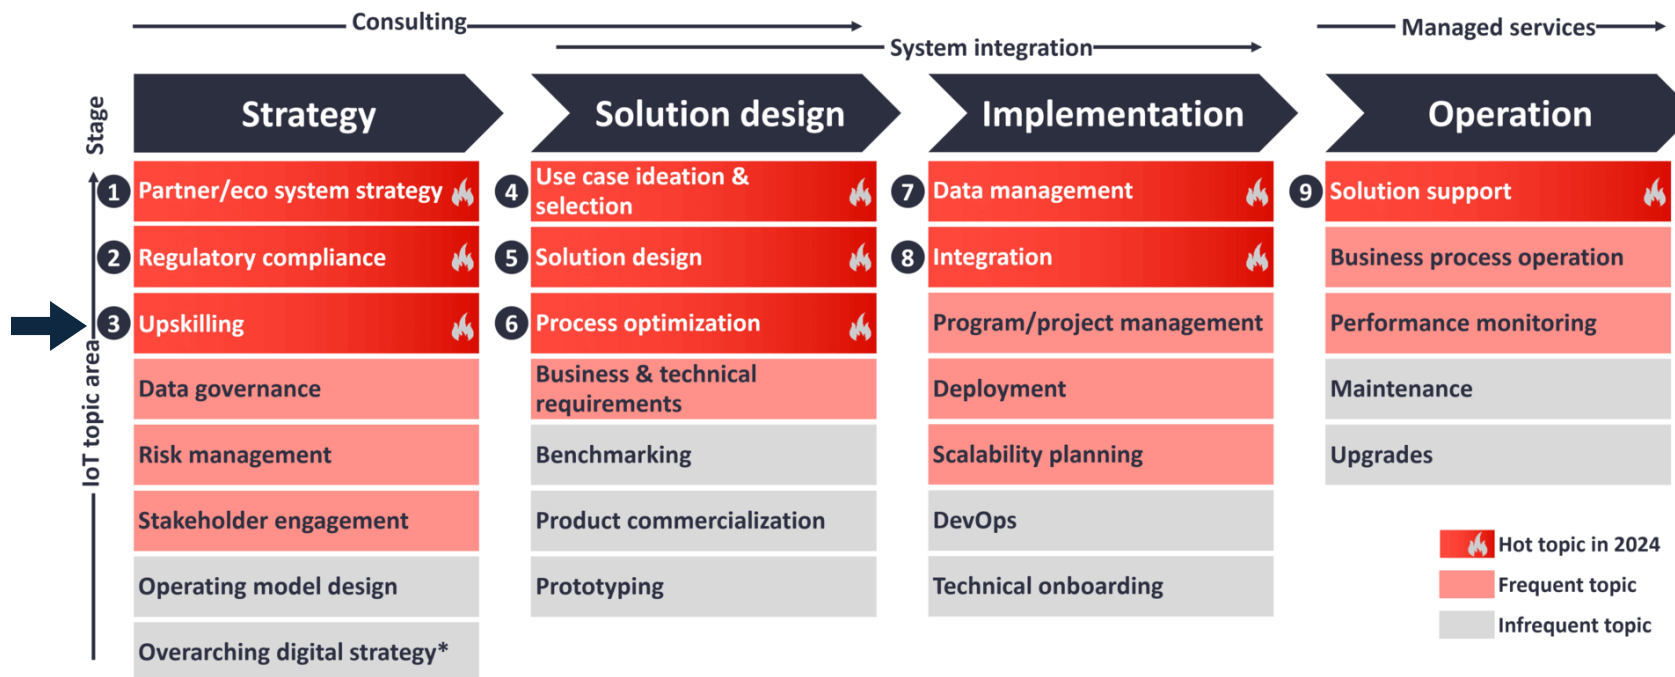 Consulting
System integration
Managed services
Stage
Strategy
Solution design
Implementation
Operation
IoT topic area
1 Partner/eco system strategy
2 Regulatory compliance
3 Upskilling
Data governance
Risk management
Stakeholder engagement
Operating model design
Overarching digital strategy*
4 Use case ideation &
selection
5 Solution design
6 Process optimization
Business & technical
requirements
Benchmarking
Product commercialization
Prototyping
7 Data management
8 Integration
Program/project management
Deployment
Scalability planning
DevOps
Technical onboarding
9 Solution support
Business process operation
Performance monitoring
Maintenance
Upgrades
Hot topic in 2024
Frequent topic
Infrequent topic